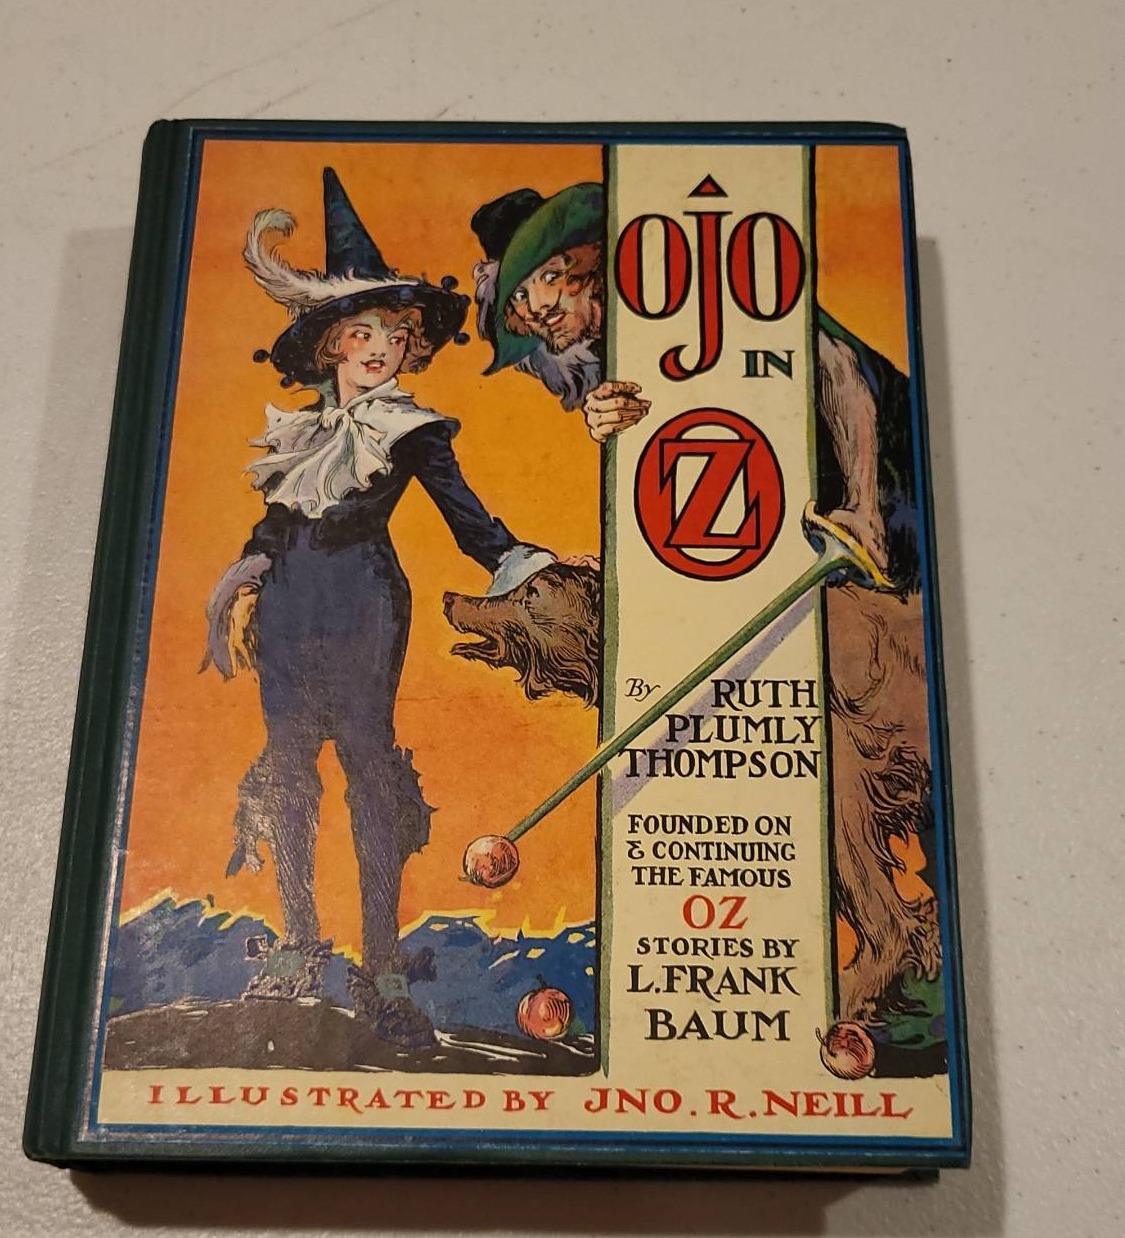 OJO
IN
OZ
By RUTH
PLUMLY
THOMPSON
FOUNDED ON
& CONTINUING
THE FAMOUS
OZ
STORIES BY
L. FRANK
BAUM
ILLUSTRATED BY JNO. R. NEILL